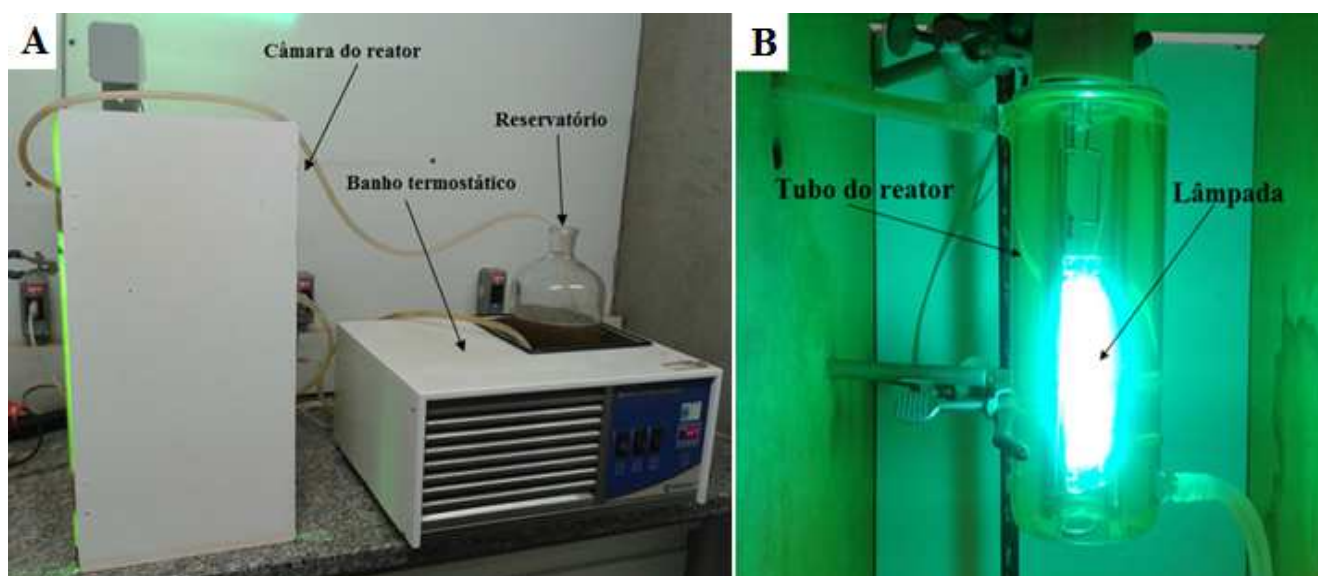 A
Câmara do reator
Reservatório
Banho termostático
B
Tubo do reator
Lâmpada